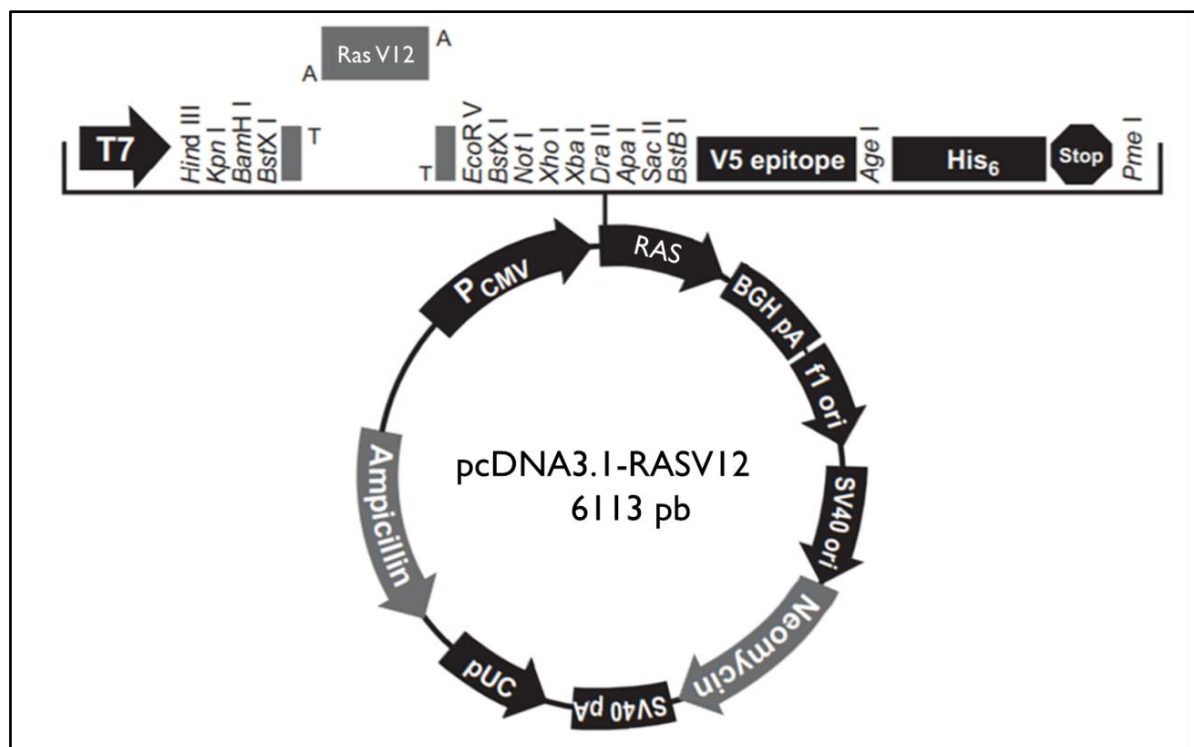 Ras V12
A
A
T7
Hind III
Kpn I
BamH I
BstX I
T
T
EcoR V
BstX I
Not I
Xho I
Xba I
Dra II
Apa I
Sac II
BstB I
V5 epitope
Age I
His6
Stop
Pme I
PCMV
RAS
BGH pA
f1 ori
SV40 ori
Neomycin
SV40 pA
pUC
Ampicillin
pcDNA3.1-RASV12
6113 pb